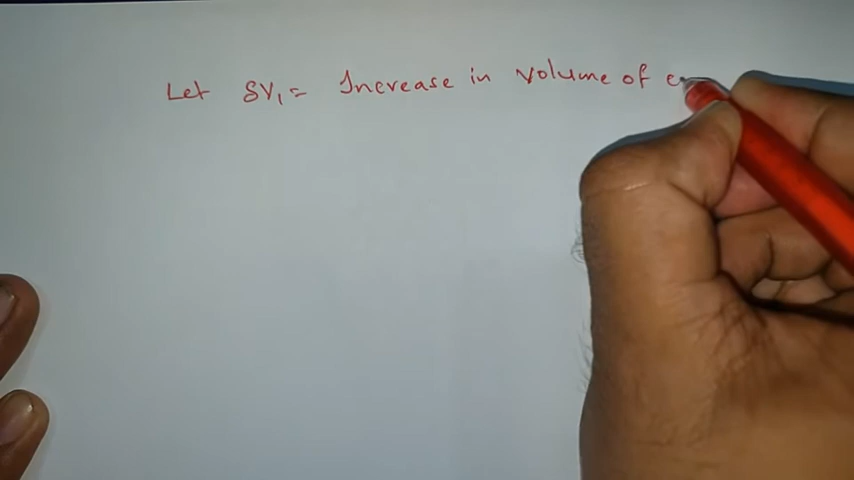 Let δV₁ = Increase in volume of